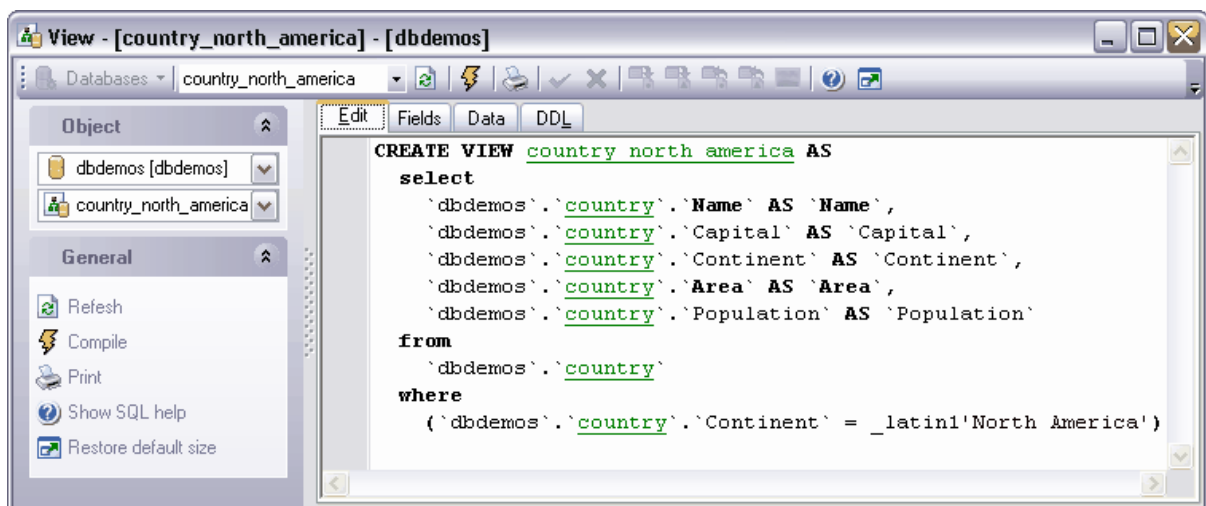 View - [country_north_america] - [dbdemos]
Databases country_north_america
Object
dbdemos [dbdemos]
country_north_america
General
Refesh
Compile
Print
Show SQL help
Restore default size
Edit Fields Data DDL
CREATE VIEW country_north_america AS
select
`dbdemos`.`country`.`Name` AS `Name`,
`dbdemos`.`country`.`Capital` AS `Capital`,
`dbdemos`.`country`.`Continent` AS `Continent`,
`dbdemos`.`country`.`Area` AS `Area`,
`dbdemos`.`country`.`Population` AS `Population`
from
`dbdemos`.`country`
where
(`dbdemos`.`country`.`Continent` = _latin1'North America')